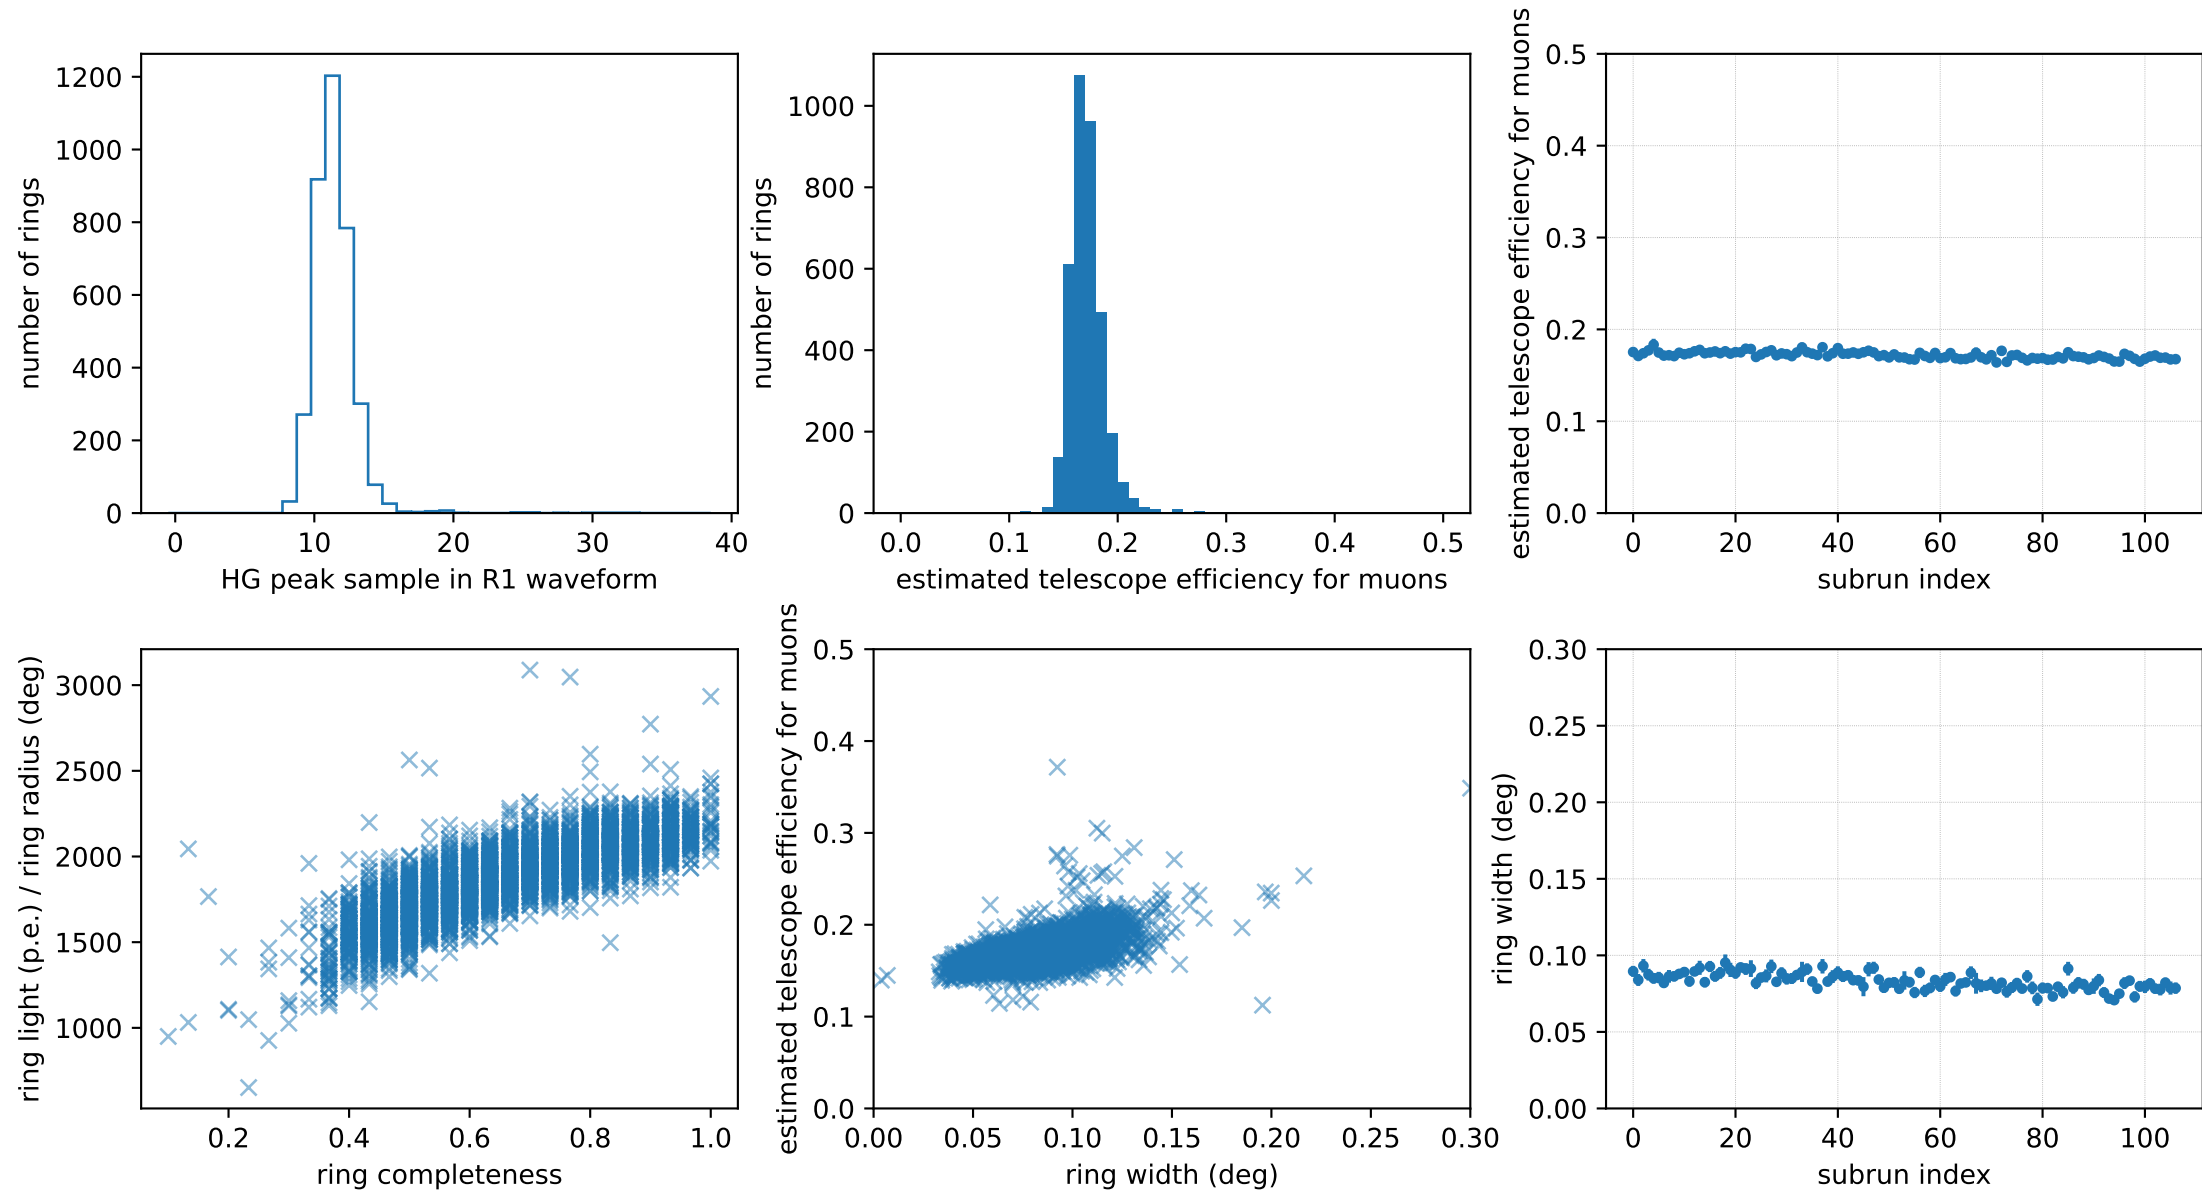 number of rings
1200
1000
800
600
400
200
0
0 10 20 30 40
HG peak sample in R1 waveform
number of rings
1000
800
600
400
200
0
0.0 0.1 0.2 0.3 0.4 0.5
estimated telescope efficiency for muons
estimated telescope efficiency for muons
0.5
0.4
0.3
0.2
0.1
0.0
0 20 40 60 80 100
subrun index
ring light (p.e.) / ring radius (deg)
3000
2500
2000
1500
1000
0.2 0.4 0.6 0.8 1.0
ring completeness
estimated telescope efficiency for muons
0.5
0.4
0.3
0.2
0.1
0.0
0.00 0.05 0.10 0.15 0.20 0.25 0.30
ring width (deg)
ring width (deg)
0.30
0.25
0.20
0.15
0.10
0.05
0.00
0 20 40 60 80 100
subrun index